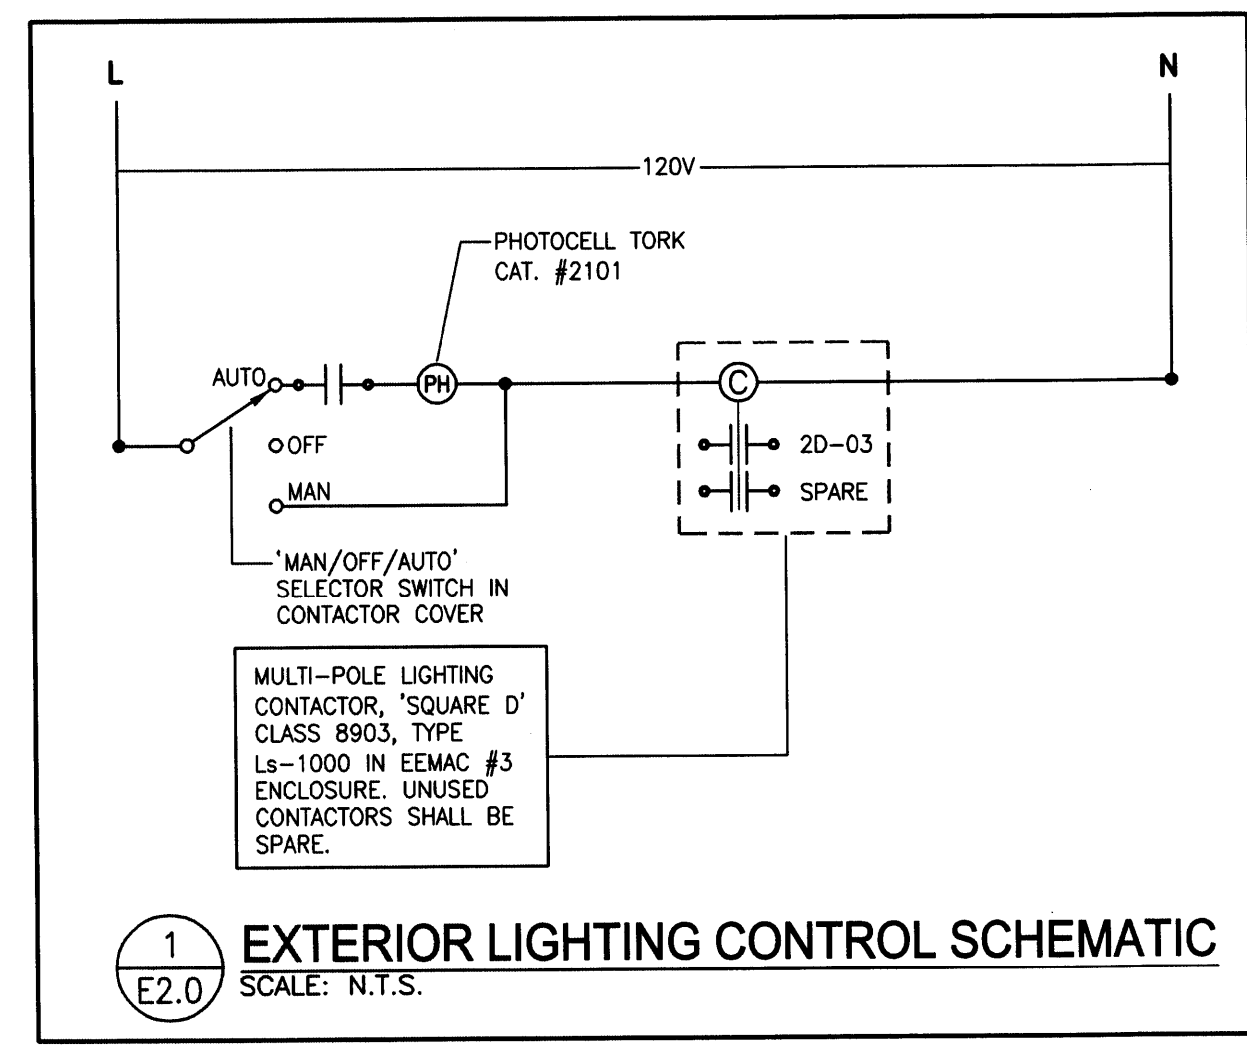 L
N
120V
PHOTOCELL TORK
CAT. #2101
AUTO
PH
C
OFF
2D-03
MAN
SPARE
'MAN/OFF/AUTO'
SELECTOR SWITCH IN
CONTACTOR COVER
MULTI-POLE LIGHTING
CONTACTOR, 'SQUARE D'
CLASS 8903, TYPE
Ls-1000 IN EEMAC #3
ENCLOSURE. UNUSED
CONTACTORS SHALL BE
SPARE.
1
E2.0
EXTERIOR LIGHTING CONTROL SCHEMATIC
SCALE: N.T.S.